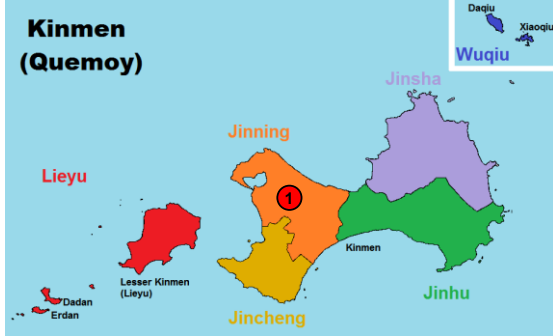 Kinmen
(Quemoy)
Daqiu
Xiaoqiu
Wuqiu
Jinsha
Jinning
Lieyu
1
Kinmen
Lesser Kinmen
(Lieyu)
Jinhu
Dadan
Erdan
Jincheng